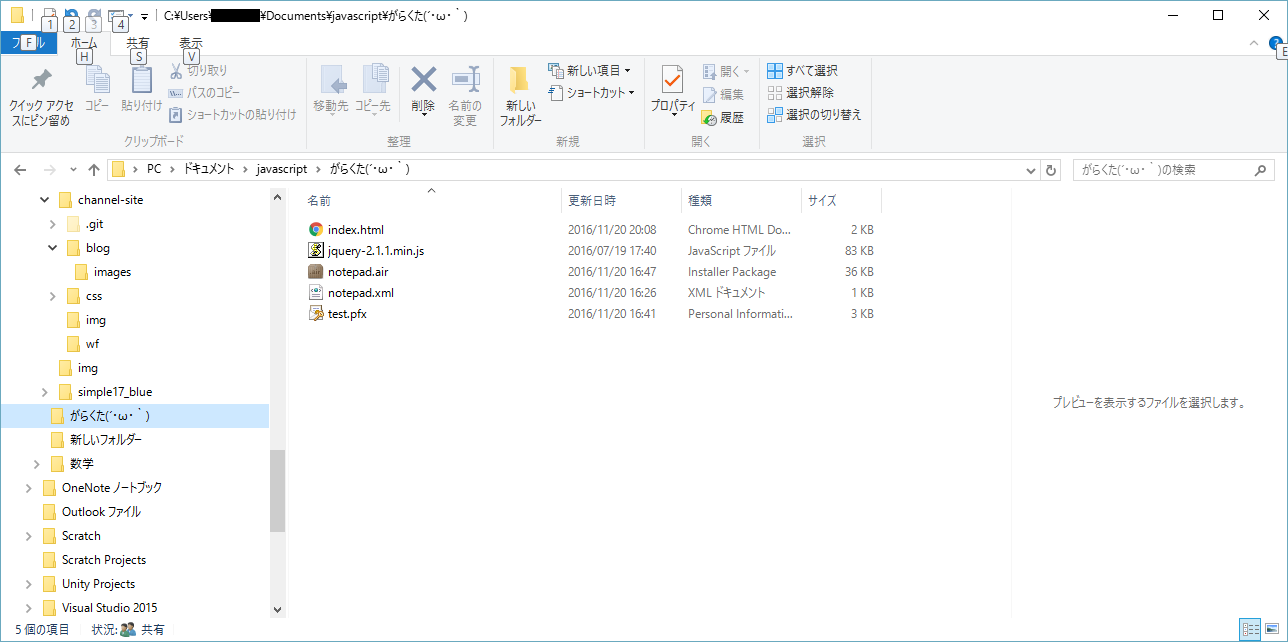 1 2 3 4 C:¥Users¥ ¥Documents¥javascript¥がらくた(´・ω・｀)
ファイル ホーム 共有 表示
F H S V E
クイック アクセスにピン留め
コピー
貼り付け
切り取り
パスのコピー
ショートカットの貼り付け
クリップボード
移動先
コピー先
削除
名前の
変更
整理
新しい
フォルダー
新しい項目
ショートカット
新規
プロパティ
開く
編集
履歴
開く
すべて選択
選択解除
選択の切り替え
選択
PC ドキュメント javascript がらくた(´・ω・｀)
がらくた(´・ω・｀)の検索
channel-site
.git
blog
images
css
img
wf
img
simple17_blue
がらくた(´・ω・｀)
新しいフォルダー
数学
OneNote ノートブック
Outlook ファイル
Scratch
Scratch Projects
Unity Projects
Visual Studio 2015
名前 更新日時 種類 サイズ
index.html 2016/11/20 20:08 Chrome HTML Do... 2 KB
jquery-2.1.1.min.js 2016/07/19 17:40 JavaScript ファイル 83 KB
notepad.air 2016/11/20 16:47 Installer Package 36 KB
notepad.xml 2016/11/20 16:26 XML ドキュメント 1 KB
test.pfx 2016/11/20 16:41 Personal Informati... 3 KB
プレビューを表示するファイルを選択します。
5 個の項目 状況: 共有